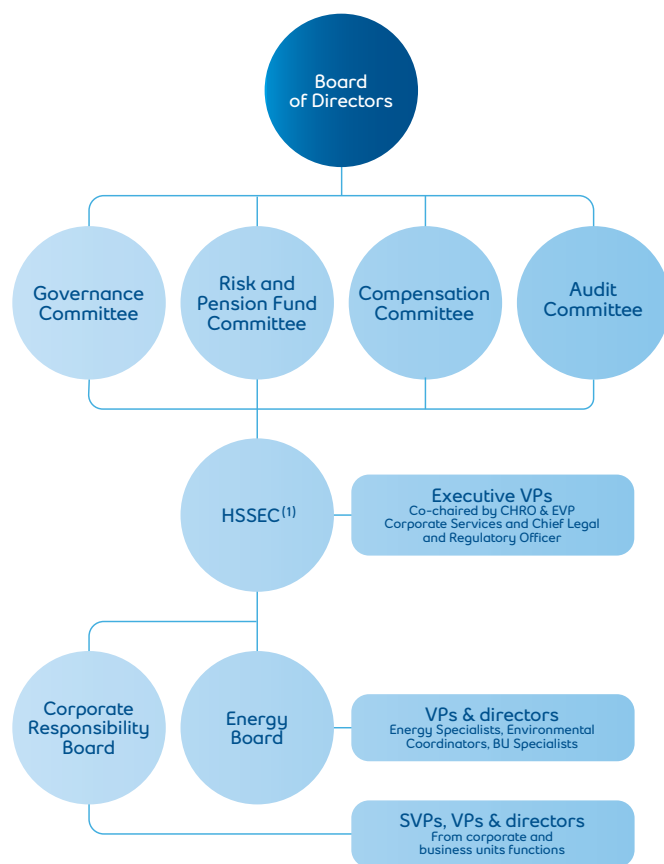 Board
of Directors
Governance
Committee
Risk and
Pension Fund
Committee
Compensation
Committee
Audit
Committee
HSSEC(1)
Executive VPs
Co-chaired by CHRO & EVP
Corporate Services and Chief Legal
and Regulatory Officer
Corporate
Responsibility
Board
Energy
Board
VPs & directors
Energy Specialists, Environmental
Coordinators, BU Specialists
SVPs, VPs & directors
From corporate and
business units functions